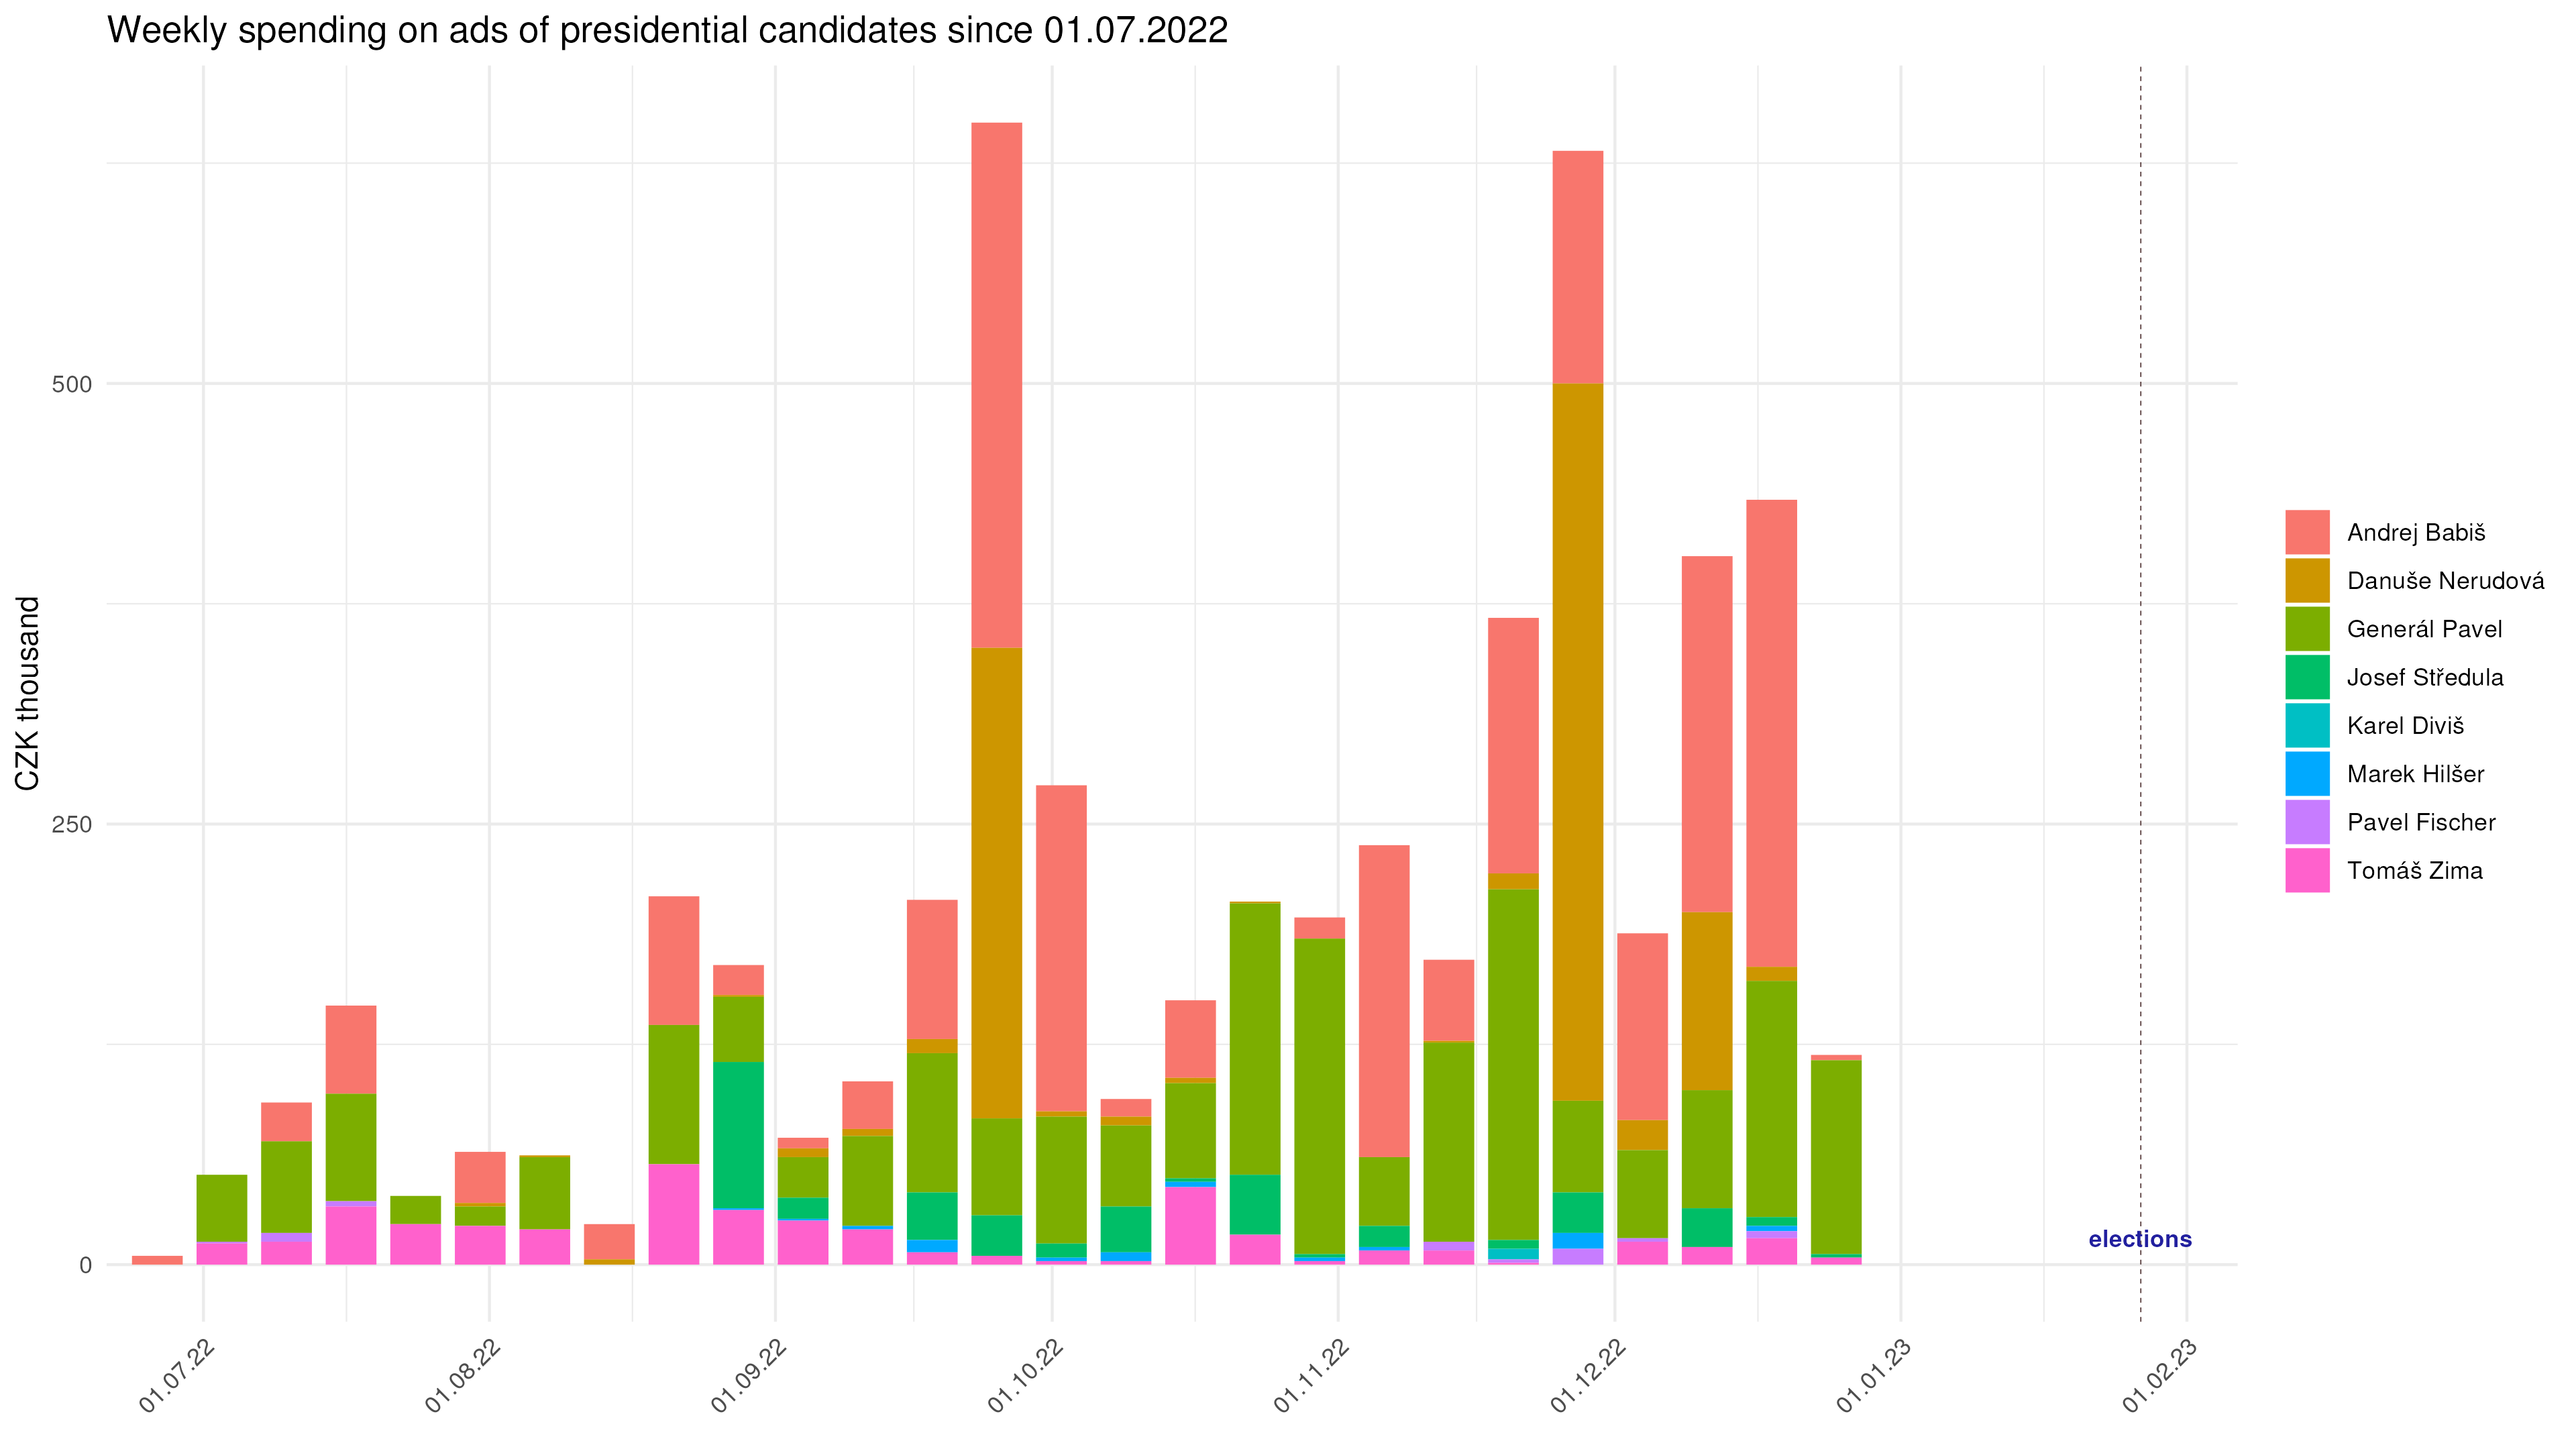 Weekly spending on ads of presidential candidates since 01.07.2022
CZK thousand
500
250
0
elections
01.07.22
01.08.22
01.09.22
01.10.22
01.11.22
01.12.22
01.01.23
01.02.23
Andrej Babiš
Danuše Nerudová
Generál Pavel
Josef Středula
Karel Diviš
Marek Hilšer
Pavel Fischer
Tomáš Zima